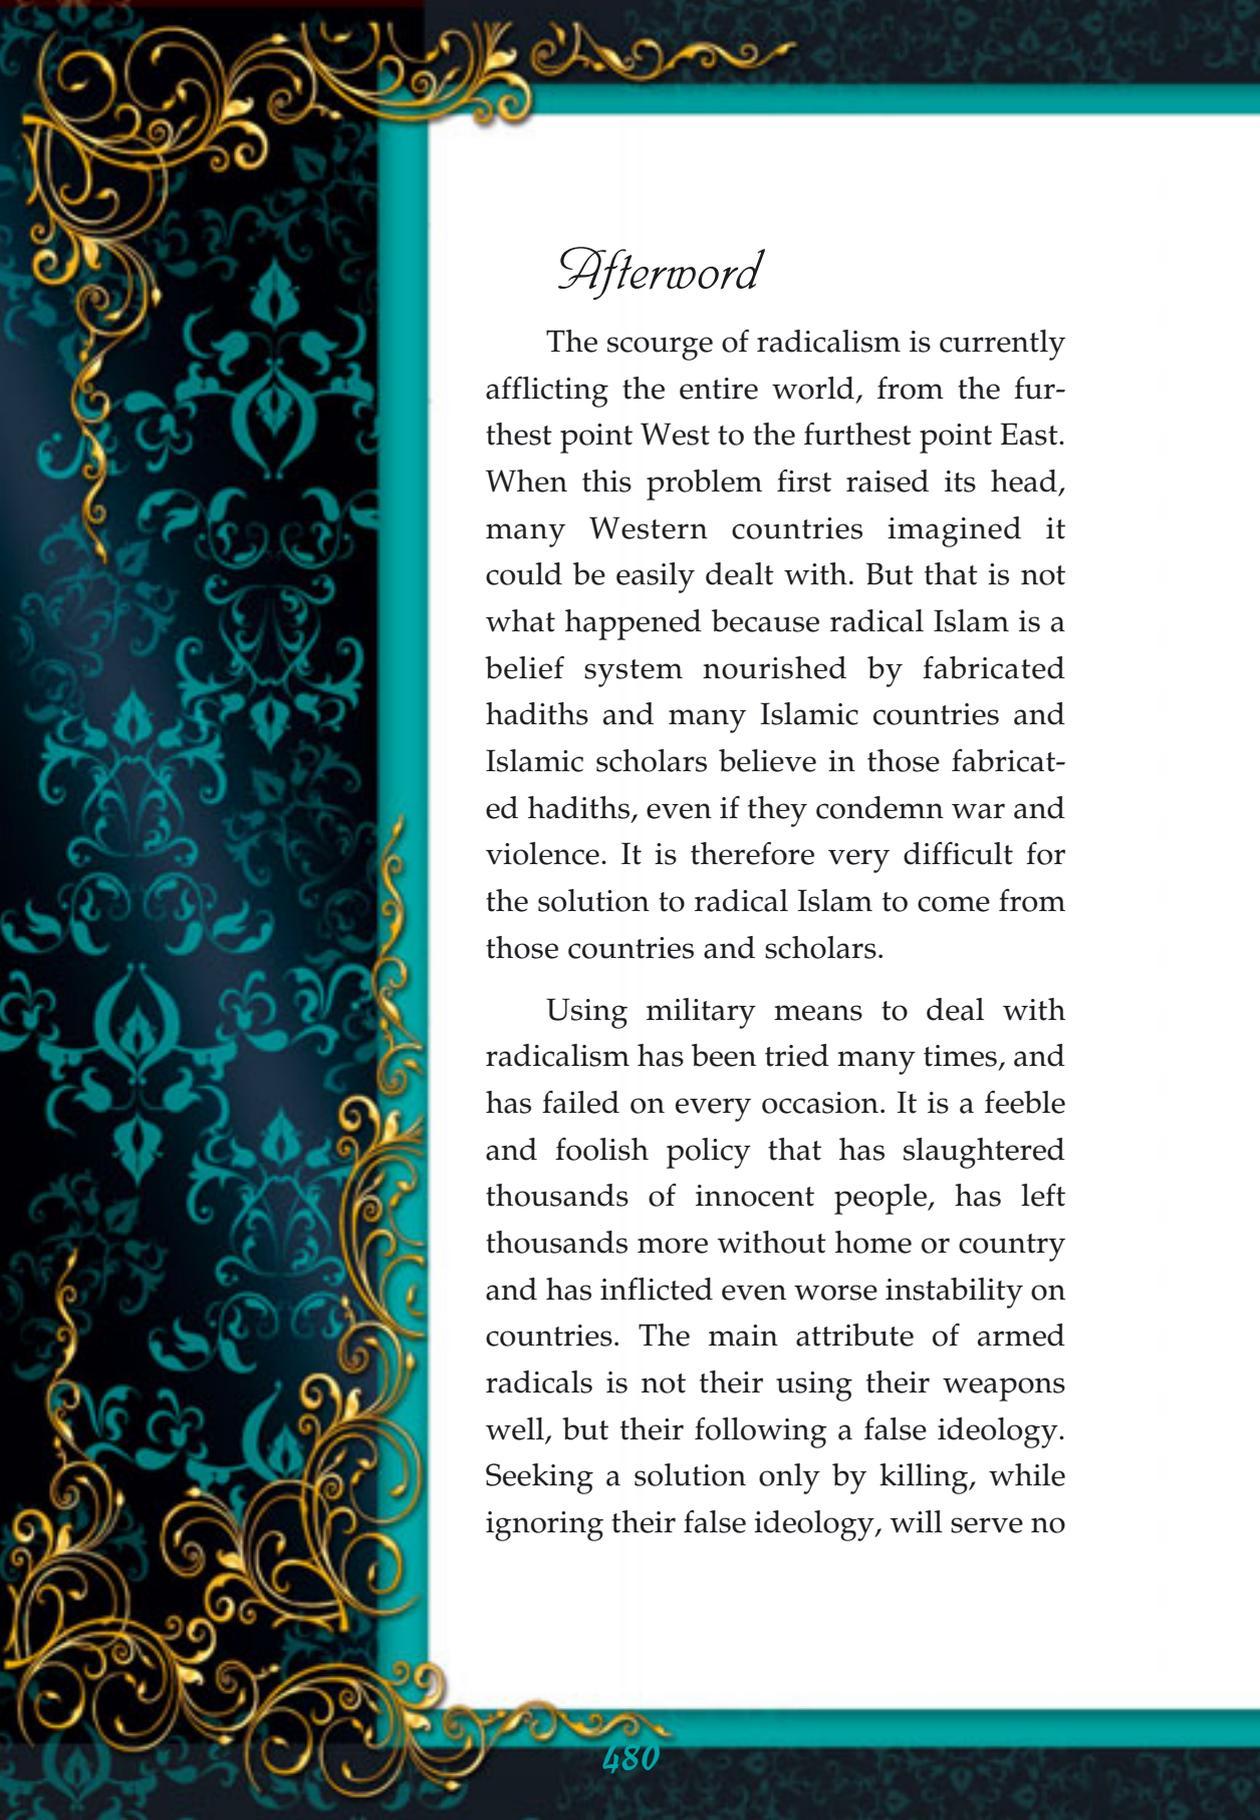 Afterword
The scourge of radicalism is currently
afflicting the entire world, from the fur-
thest point West to the furthest point East.
When this problem first raised its head,
many Western countries imagined it
could be easily dealt with. But that is not
what happened because radical Islam is a
belief system nourished by fabricated
hadiths and many Islamic countries and
Islamic scholars believe in those fabricat-
ed hadiths, even if they condemn war and
violence. It is therefore very difficult for
the solution to radical Islam to come from
those countries and scholars.
Using military means to deal with
radicalism has been tried many times, and
has failed on every occasion. It is a feeble
and foolish policy that has slaughtered
thousands of innocent people, has left
thousands more without home or country
and has inflicted even worse instability on
countries. The main attribute of armed
radicals is not their using their weapons
well, but their following a false ideology.
Seeking a solution only by killing, while
ignoring their false ideology, will serve no
480